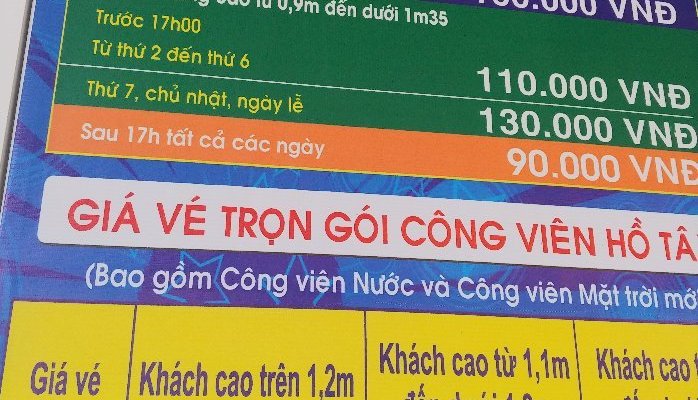 từ 0,9m đến dưới 1m35
VNĐ
Trước 17h00
Từ thứ 2 đến thứ 6
110.000 VNĐ
Thứ 7, chủ nhật, ngày lễ
130.000 VNĐ
Sau 17h tất cả các ngày
90.000 VNĐ
GIÁ VÉ TRỌN GÓI CÔNG VIÊN HỒ TÂ
(Bao gồm Công viên Nước và Công viên Mặt trời mớ
Giá vé
Khách cao trên 1,2m
Khách cao từ 1,1m
Khách cao t